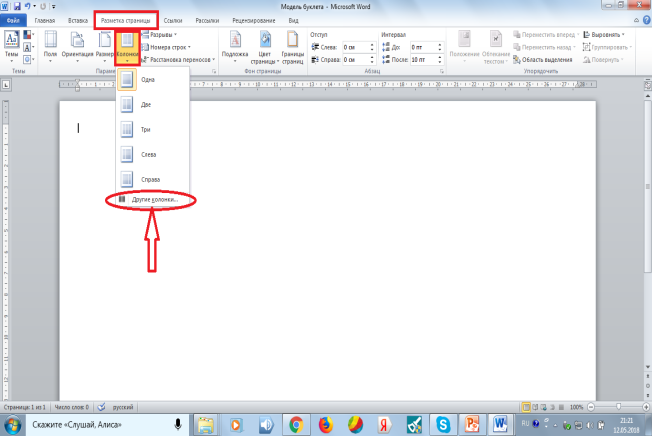 Модель буклета - Microsoft Word
Файл Главная Вставка Разметка страницы Ссылки Рассылки Рецензирование Вид
Темы
Поля Ориентация Размер Колонки
Разрывы
Номера строк
Расстановка переносов
Подложка Цвет страницы Границы страниц
Отступ Интервал
Слева: 0 см До: 0 пт
Справа: 0 см После: 10 пт
Положение Обтекание текстом
Переместить вперед
Переместить назад
Область выделения
Выровнять
Группировать
Повернуть
Темы Парам Фон страницы Абзац Упорядочить
Одна
Две
Три
Слева
Справа
Другие колонки...
Страница: 1 из 1 Число слов: 0 русский 100%
Скажите «Слушай, Алиса» RU 21:21
12.05.2018